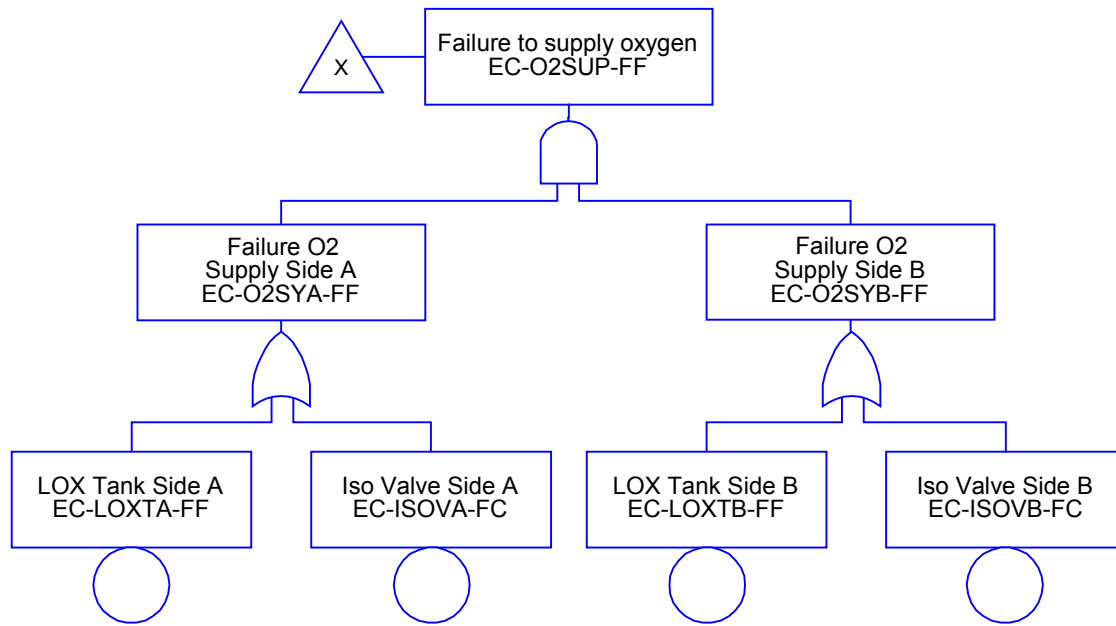 Failure to supply oxygen
EC-O2SUP-FF
X
Failure O2
Supply Side A
EC-O2SYA-FF
Failure O2
Supply Side B
EC-O2SYB-FF
LOX Tank Side A
EC-LOXTA-FF
Iso Valve Side A
EC-ISOVA-FC
LOX Tank Side B
EC-LOXTB-FF
Iso Valve Side B
EC-ISOVB-FC